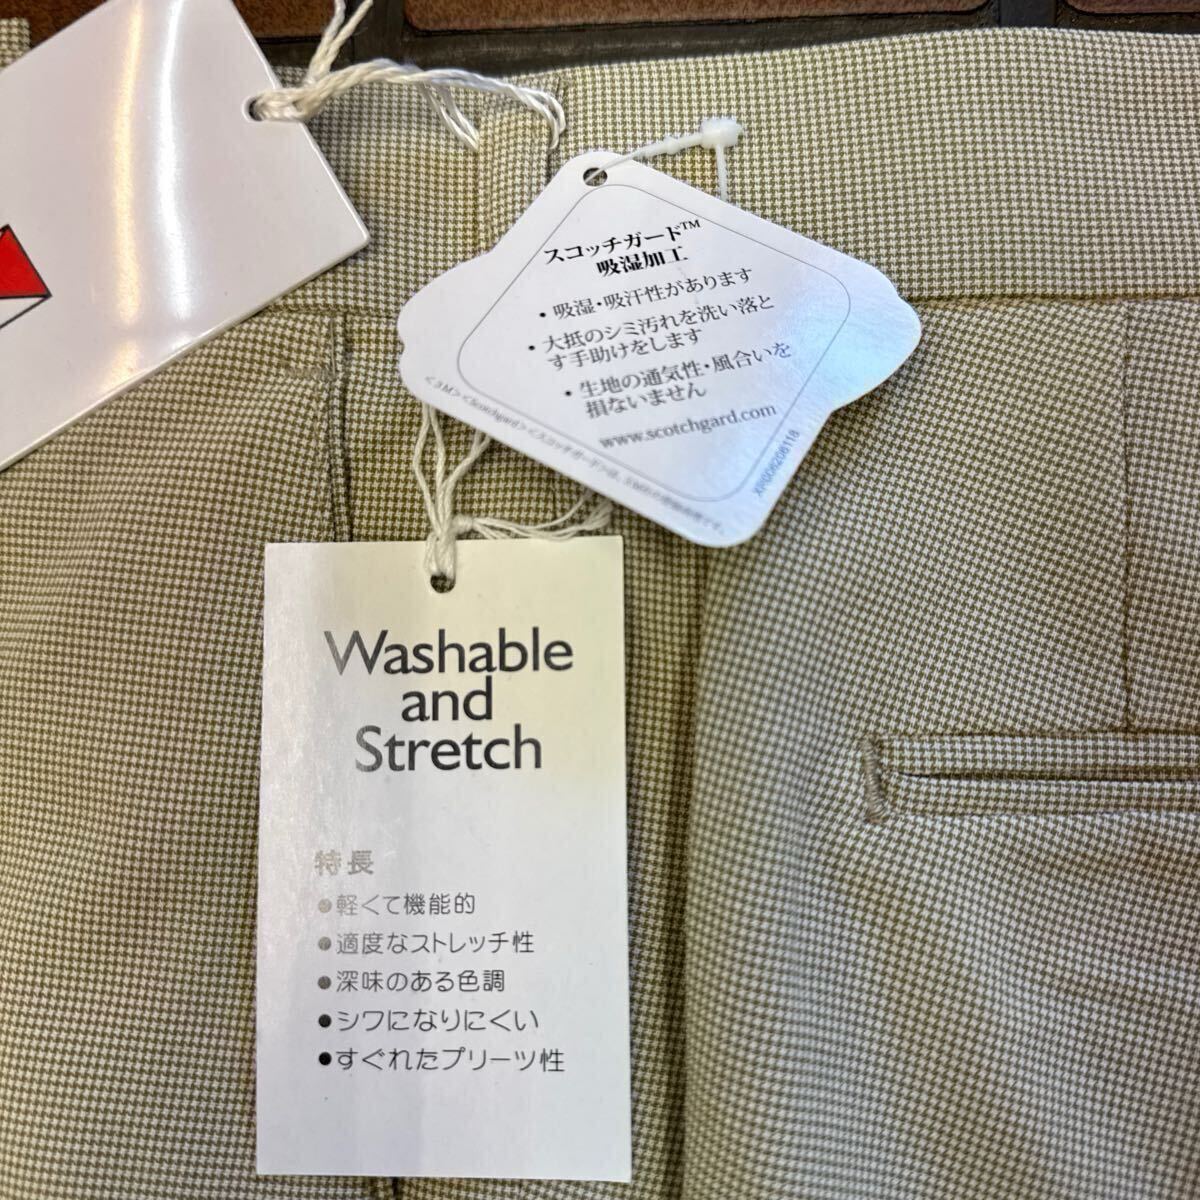 スコッチガード™
吸湿加工
・吸湿・吸汗性があります
・大抵のシミ汚れを洗い落と
す手助けをします
・生地の通気性・風合いを
損ないません
www.scotchgard.com
XP006208118
Washable
and
Stretch
特長
●軽くて機能的
●適度なストレッチ性
●深味のある色調
●シワになりにくい
●すぐれたプリーツ性